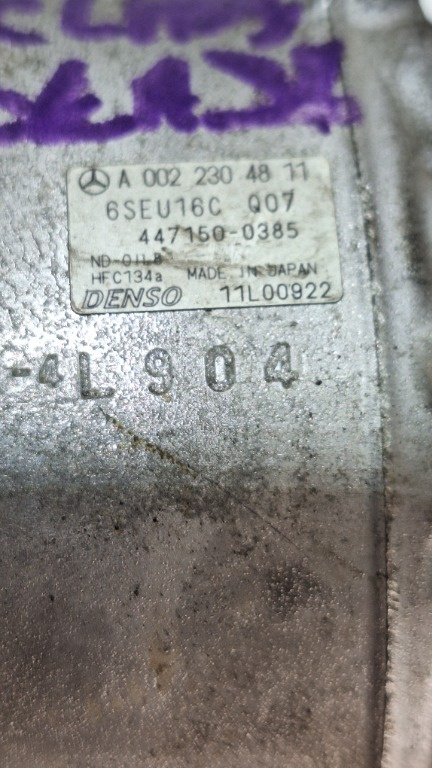 A 002 230 48 11
6SEU16C Q07
447150-0385
ND-OIL8
HFC134a MADE IN JAPAN
DENSO 11L00922
-4L904